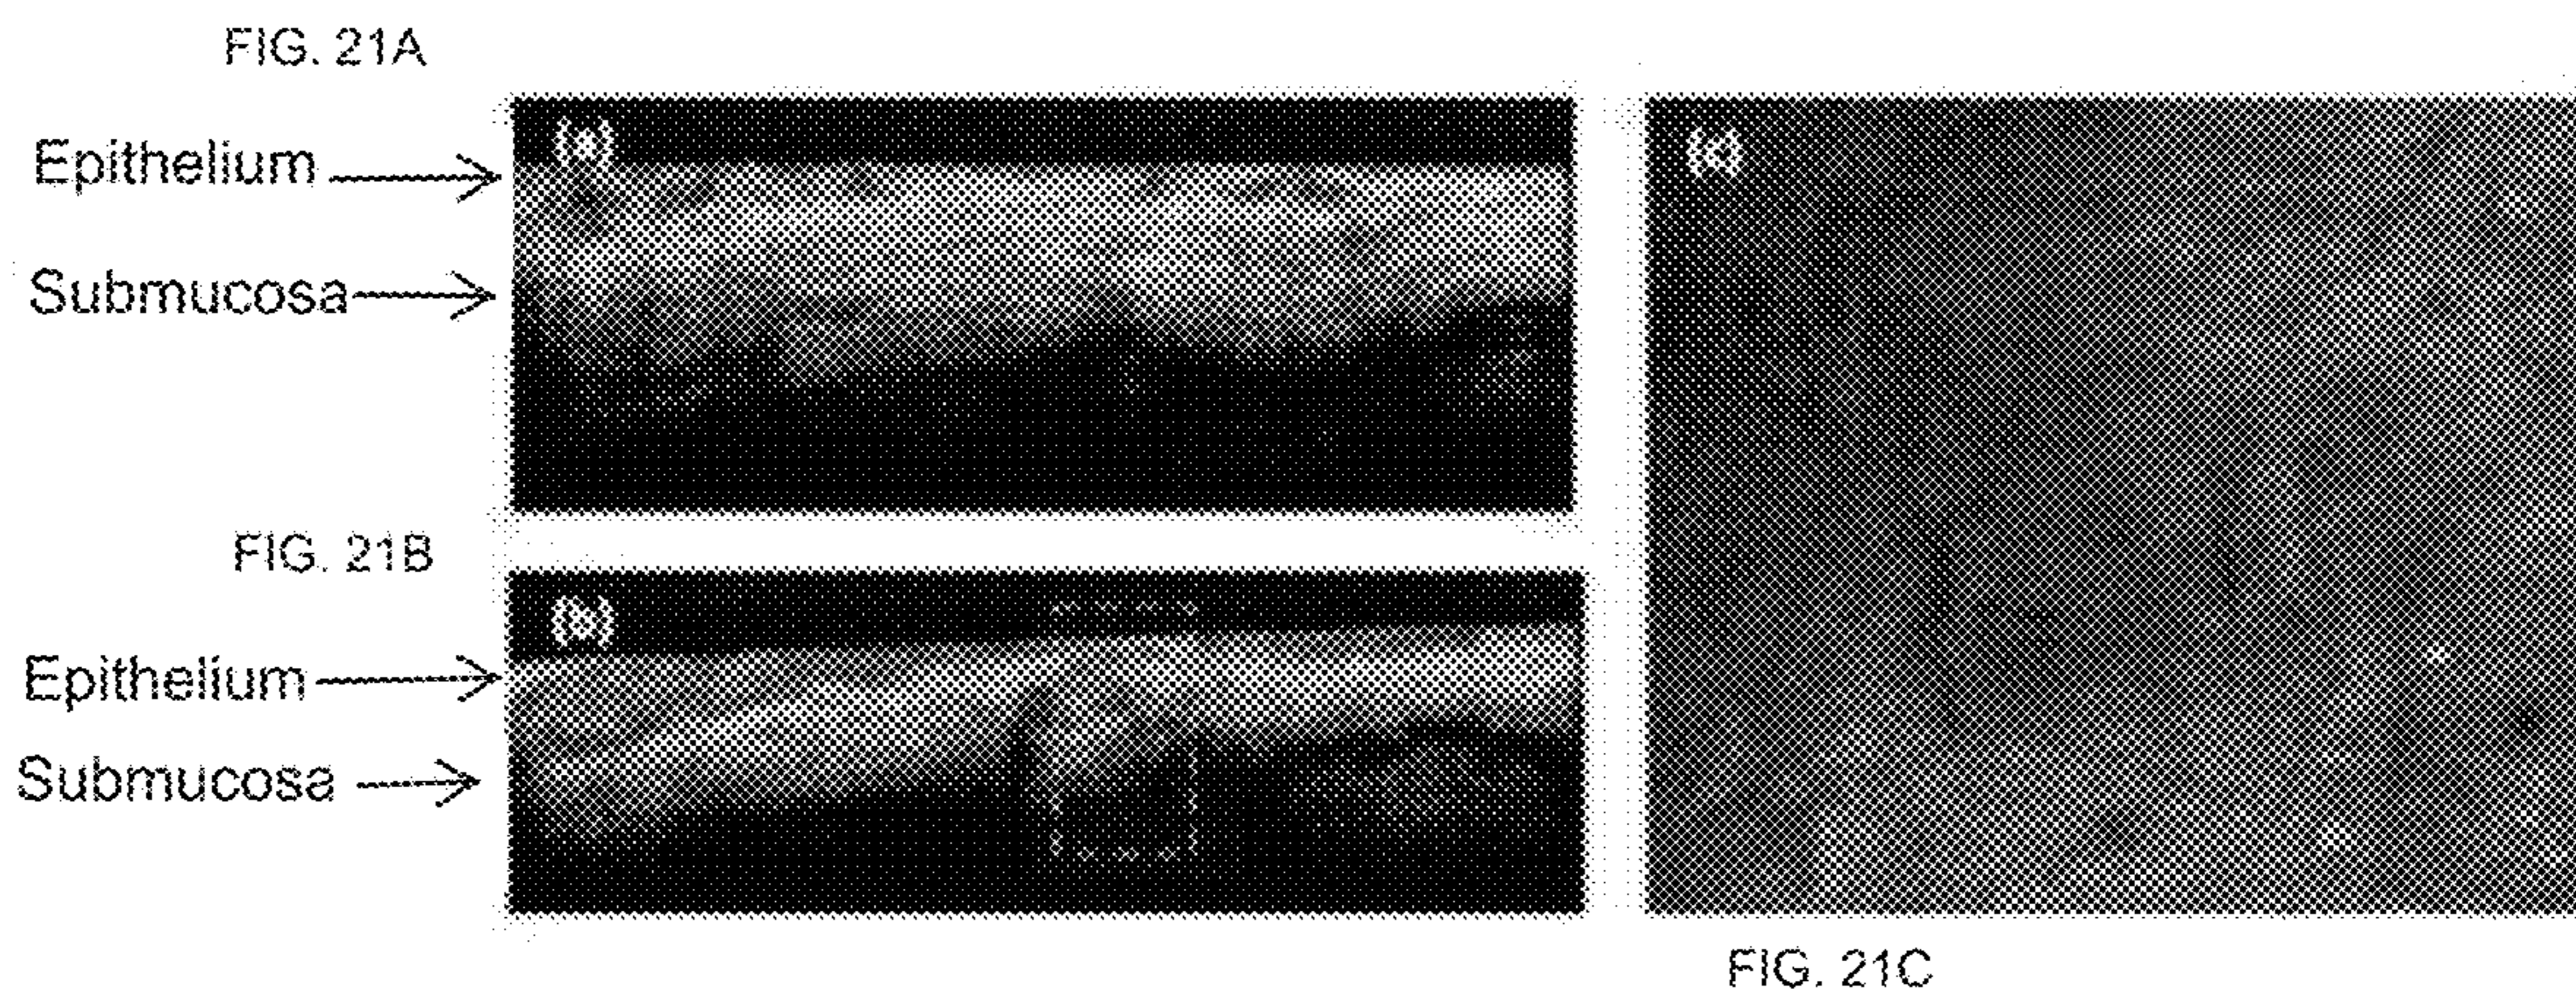 FIG. 21A
(a)
Epithelium
Submucosa
(c)
FIG. 21B
(b)
Epithelium
Submucosa
FIG. 21C